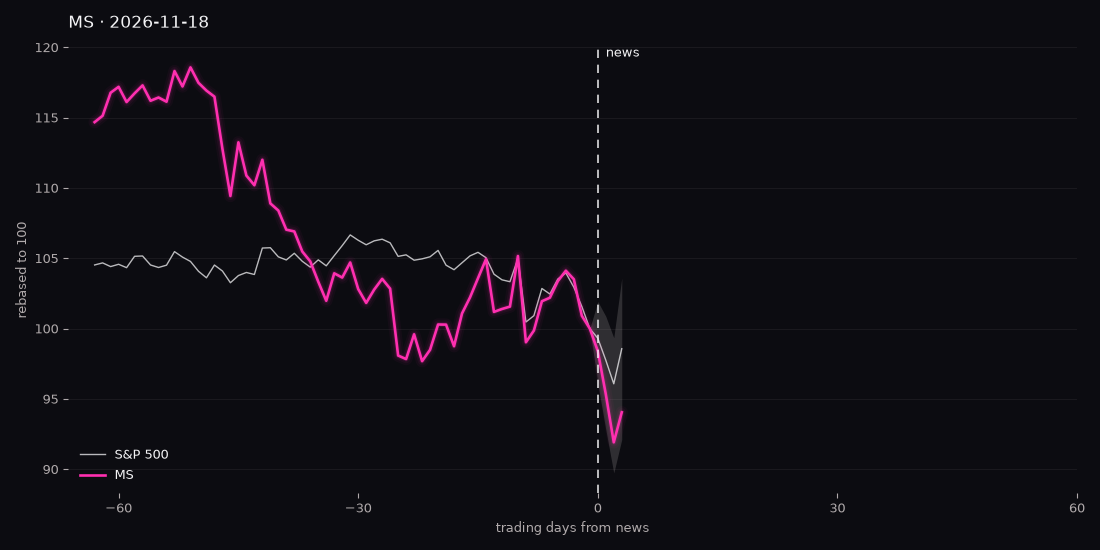 MS · 2026-11-18
news
120
115
110
105
100
95
90
rebased to 100
S&P 500
MS
−60
−30
0
30
60
trading days from news